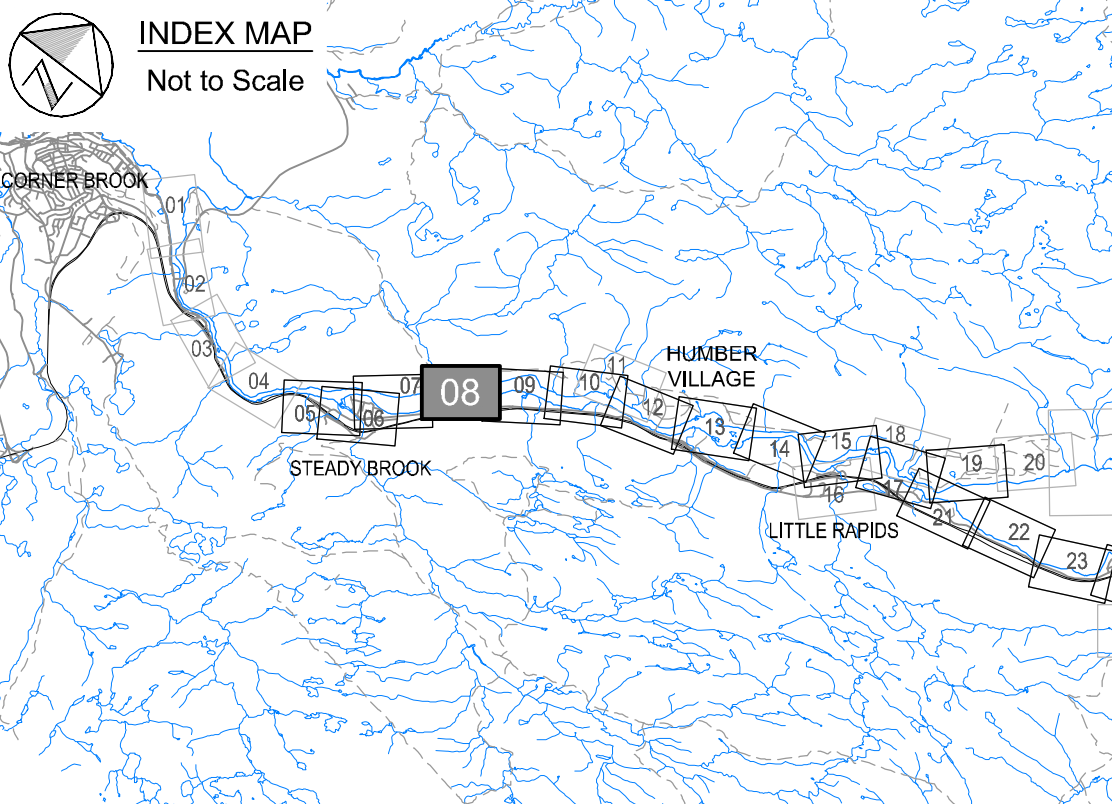 INDEX MAP
Not to Scale
CORNER BROOK
01
02
03
04
05
06
07
08
09
10
11
12
HUMBER
VILLAGE
13
14
15
16
17
18
19
20
21
22
23
STEADY BROOK
LITTLE RAPIDS
N